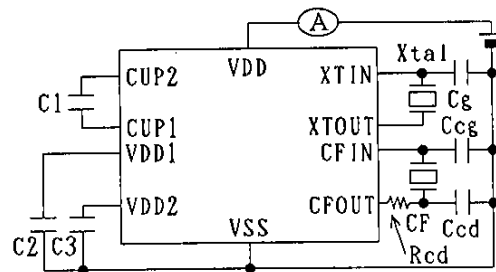 A
VDD
Xtal
CUP2
XTIN
C1
Cg
CUP1
XTOUT
Ccg
VDD1
CFIN
VDD2
CFOUT
VSS
CF
Ccd
C2
C3
Rcd